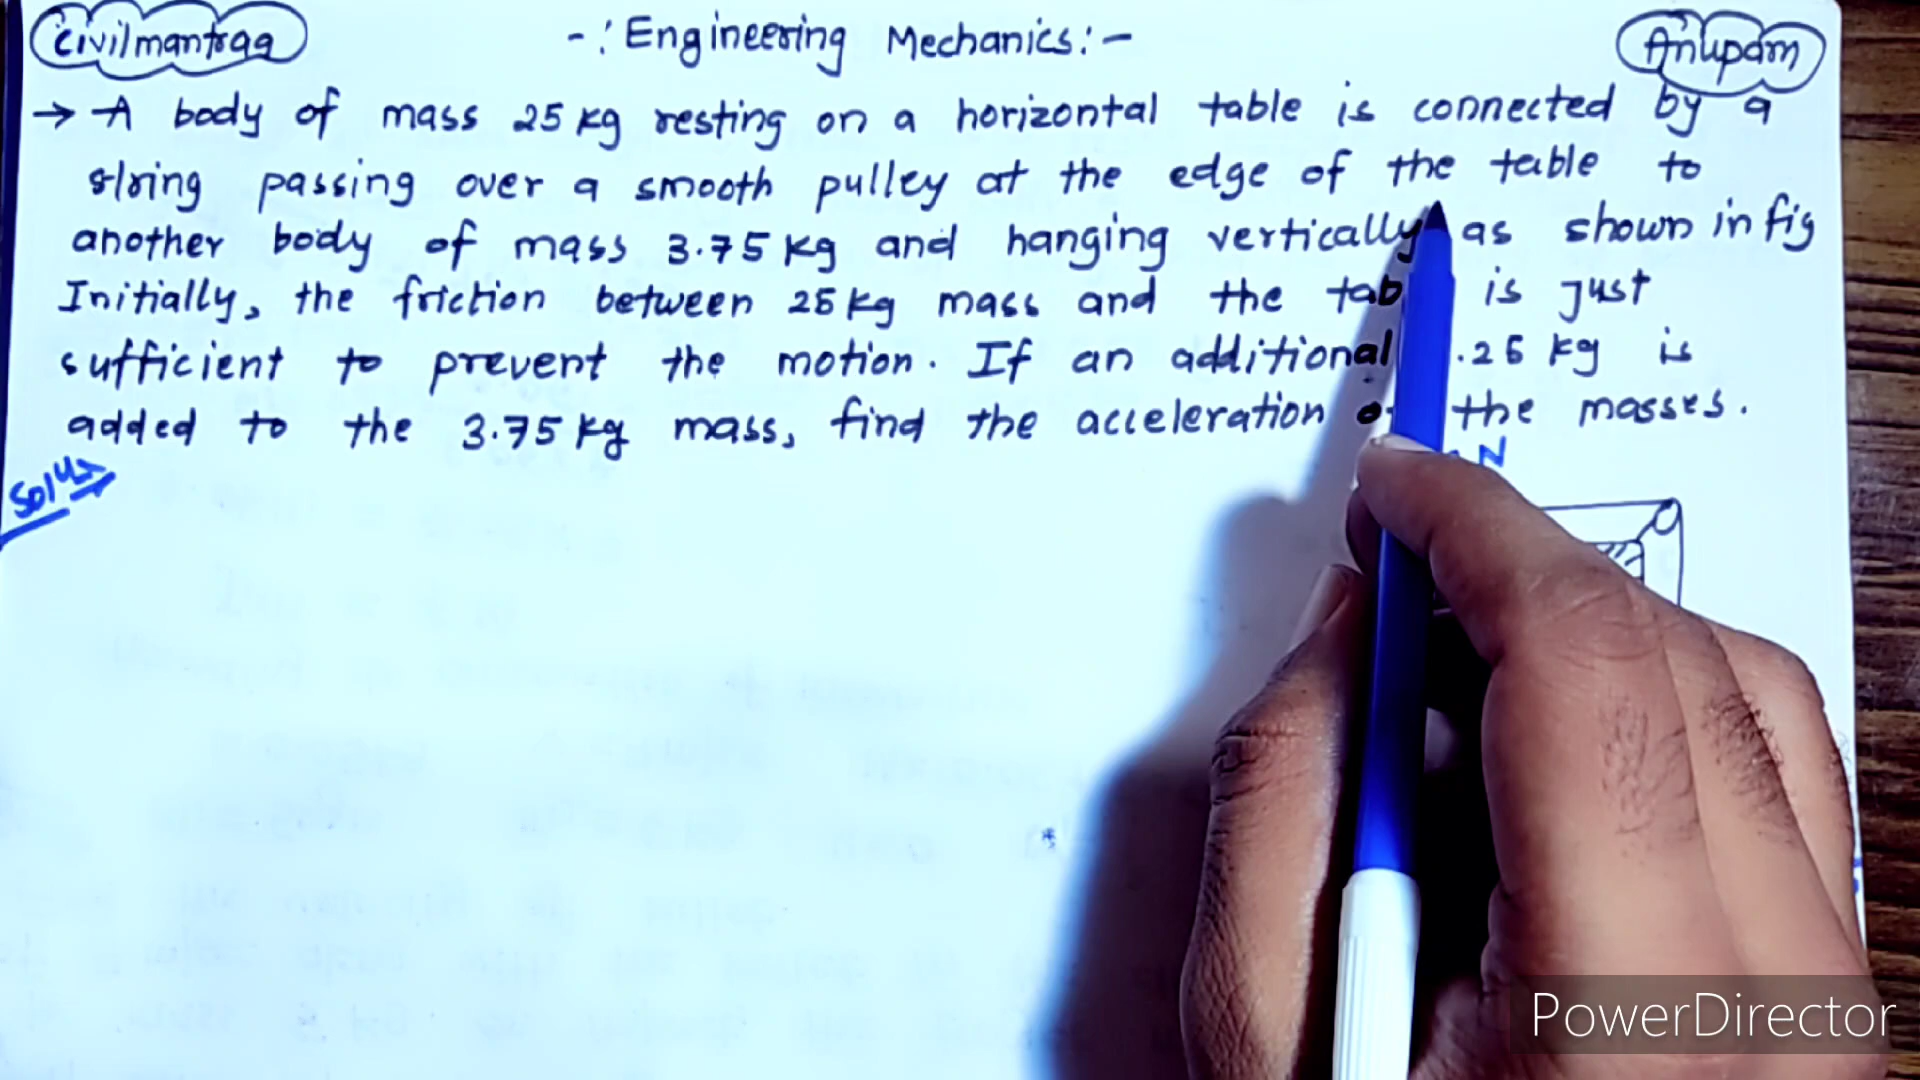 Civilmantraa
-: Engineering Mechanics:-
Anupam
→ A body of mass 25 kg resting on a horizontal table is connected by a
string passing over a smooth pulley at the edge of the table to
another body of mass 3.75 kg and hanging vertically as shown in fig
Initially, the friction between 25 kg mass and the tab is just
sufficient to prevent the motion. If an additional .25 kg is
added to the 3.75 kg mass, find the acceleration of the masses.
Solu
N
PowerDirector